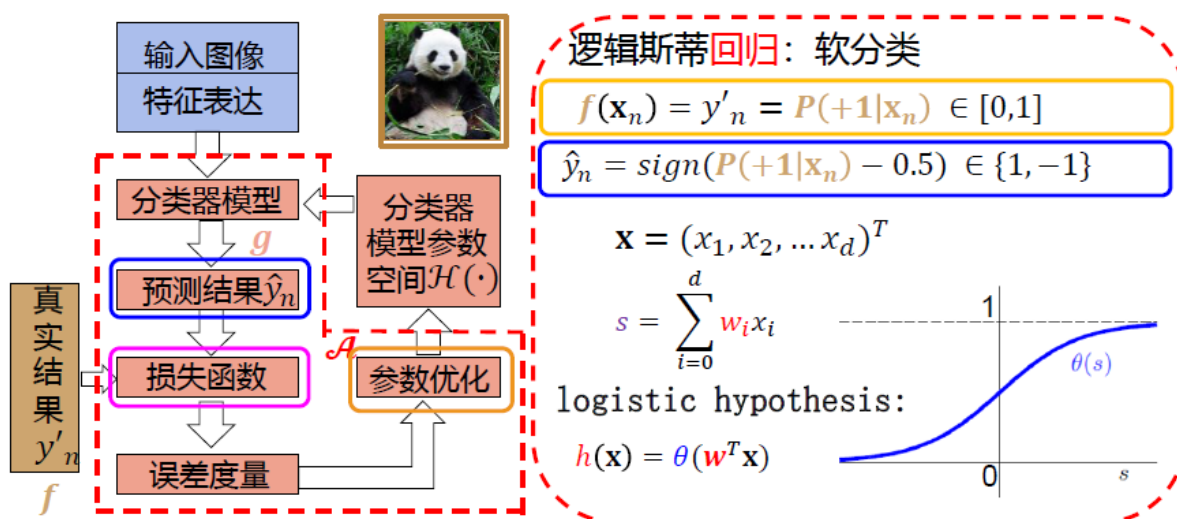 输入图像
特征表达
分类器模型
g
预测结果ŷₙ
真实结果y′ₙ
f
损失函数
误差度量
𝒜
参数优化
分类器
模型参数
空间ℋ(·)
逻辑斯蒂回归：软分类
f(xₙ) = y′ₙ = P(+1|xₙ) ∈ [0,1]
ŷₙ = sign(P(+1|xₙ) − 0.5) ∈ {1, −1}
x = (x₁, x₂, … x_d)ᵀ
s = ∑_{i=0}^{d} wᵢxᵢ
logistic hypothesis:
h(x) = θ(wᵀx)
1
θ(s)
0
s